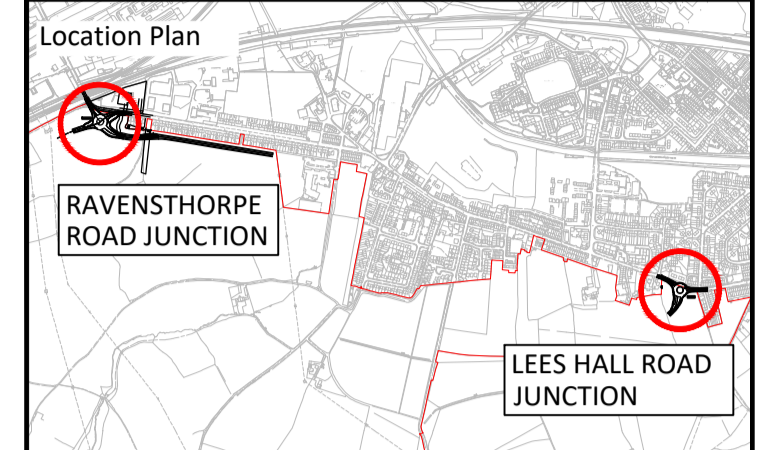 Location Plan
RAVENSTHORPE
ROAD JUNCTION
LEES HALL ROAD
JUNCTION